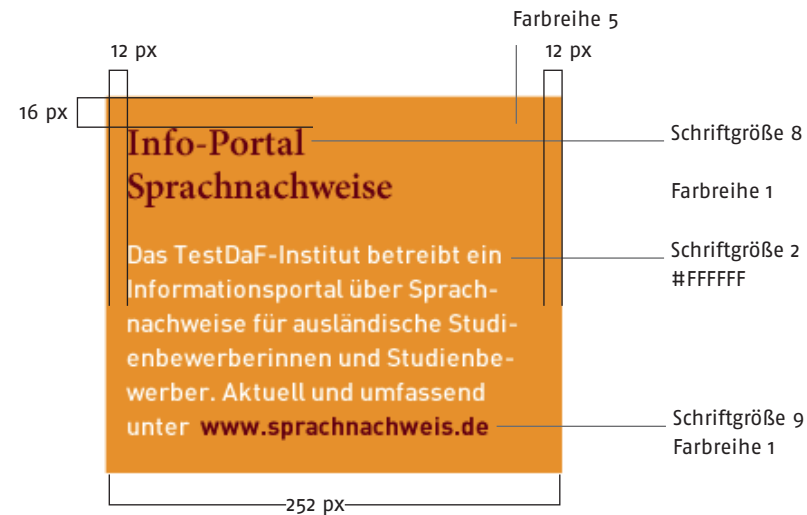 Farbreihe 5
12 px
12 px
16 px
Info-Portal
Sprachnachweise
Schriftgröße 8
Farbreihe 1
Das TestDaF-Institut betreibt ein
Informationsportal über Sprach-
nachweise für ausländische Studi-
enbewerberinnen und Studienbe-
werber. Aktuell und umfassend
unter www.sprachnachweis.de
Schriftgröße 2
#FFFFFF
Schriftgröße 9
Farbreihe 1
252 px